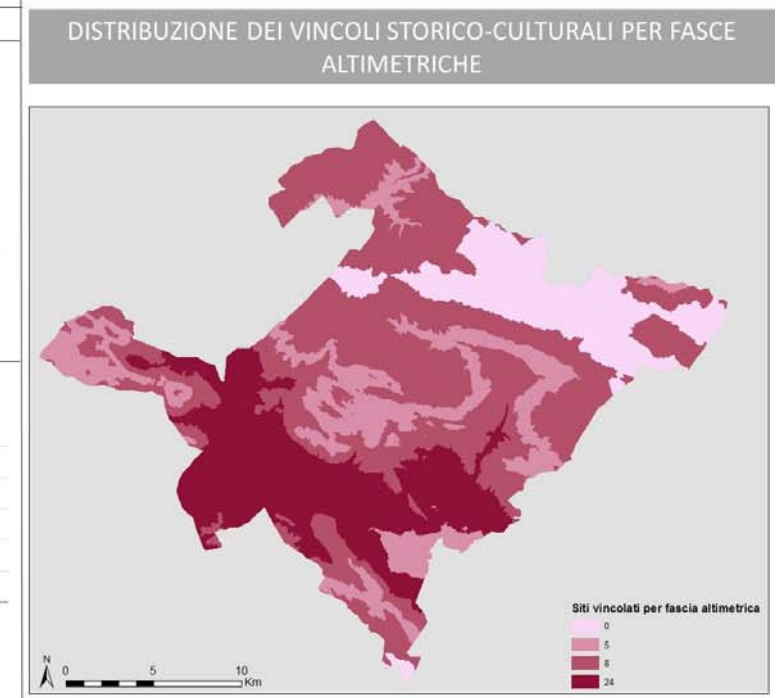 DISTRIBUZIONE DEI VINCOLI STORICO-CULTURALI PER FASCE
ALTIMETRICHE
Siti vincolati per fascia altimetrica
0
5
8
24
N
0 5 10
Km